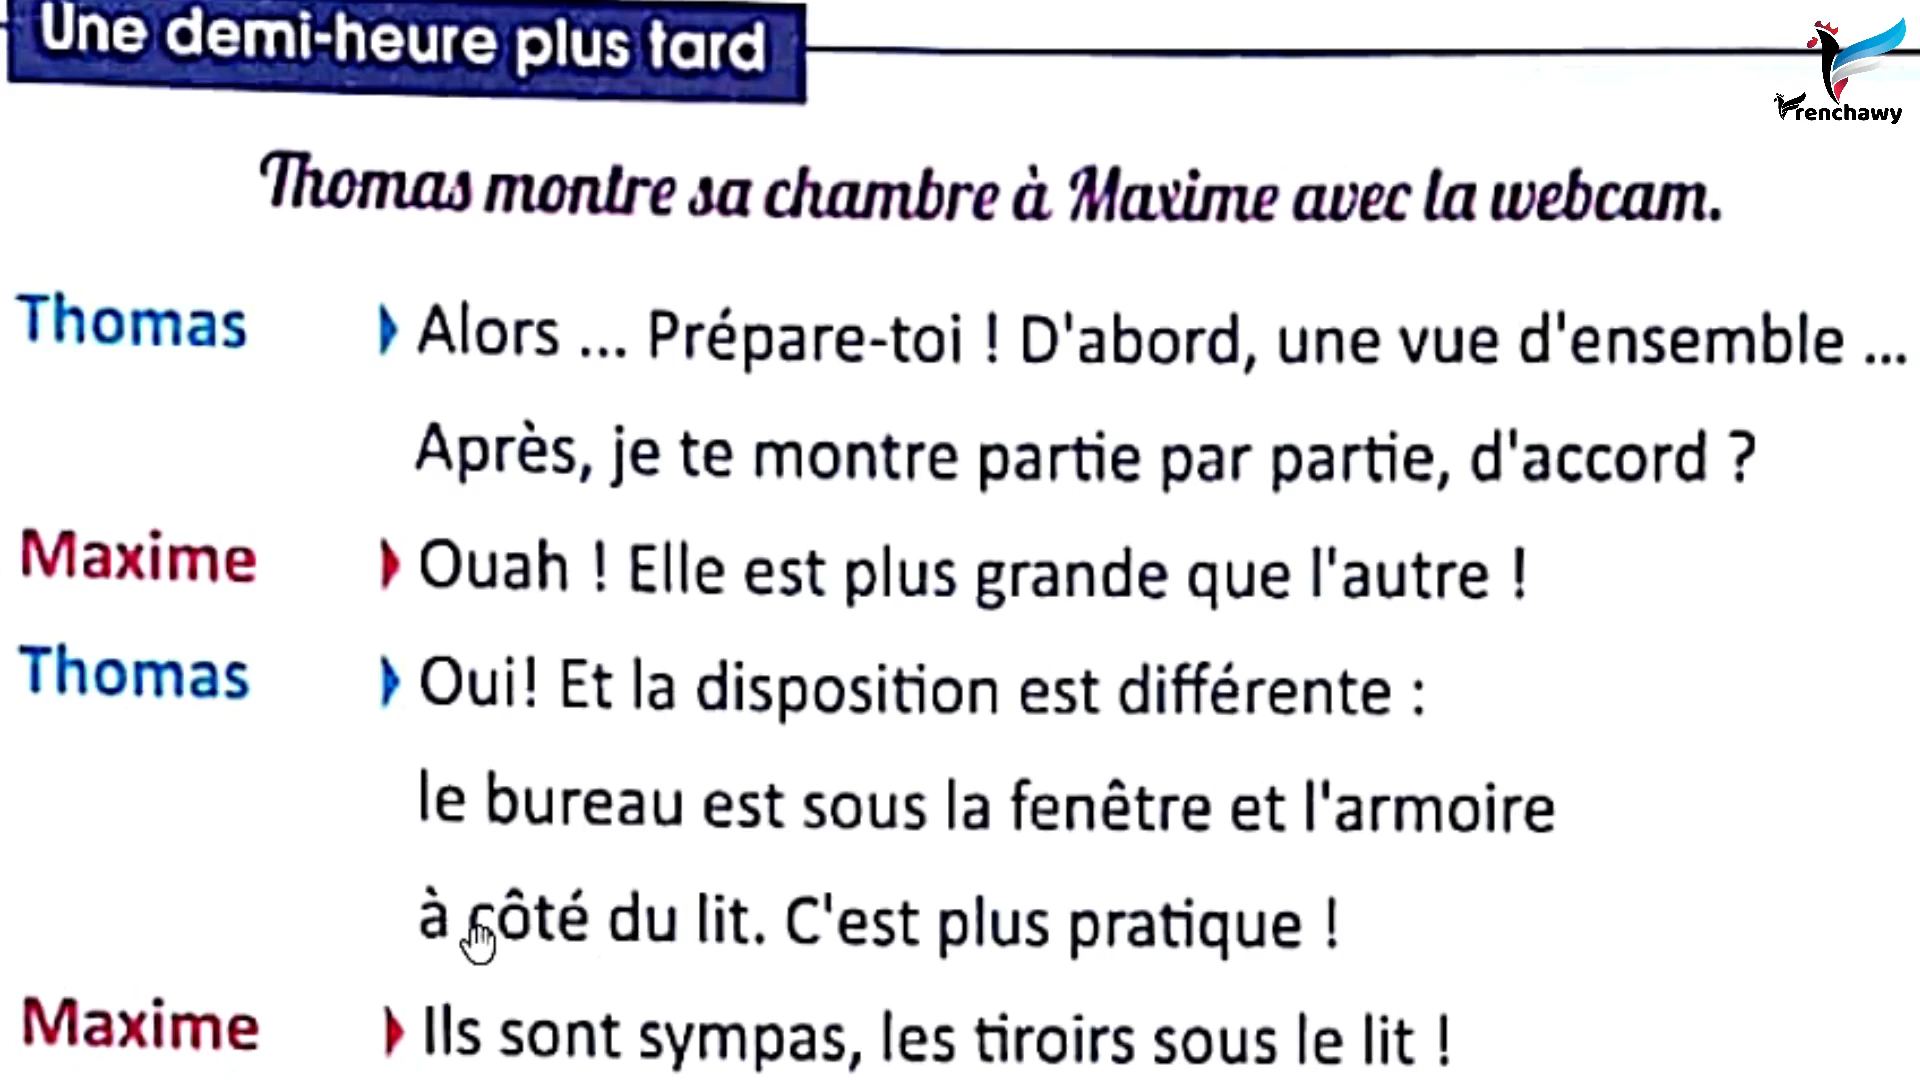 Une demi-heure plus tard
Frenchawy
Thomas montre sa chambre à Maxime avec la webcam.
Thomas Alors ... Prépare-toi ! D'abord, une vue d'ensemble ...
Après, je te montre partie par partie, d'accord ?
Maxime Ouah ! Elle est plus grande que l'autre !
Thomas Oui! Et la disposition est différente :
le bureau est sous la fenêtre et l'armoire
à côté du lit. C'est plus pratique !
Maxime Ils sont sympas, les tiroirs sous le lit !